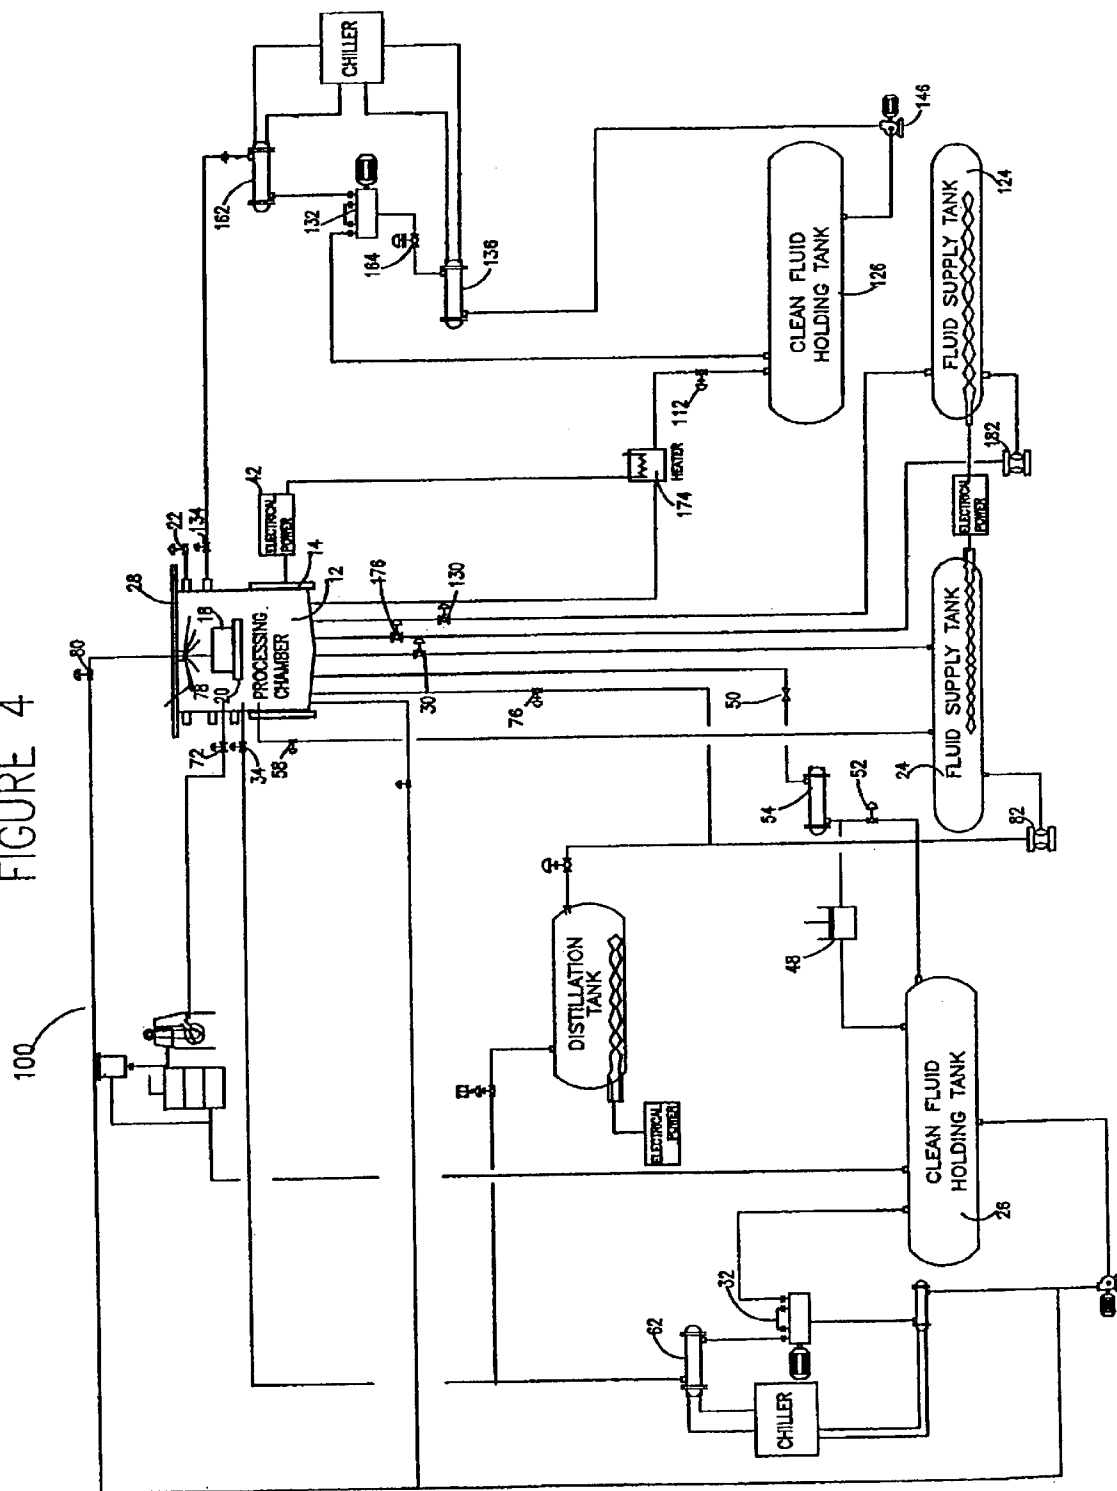 FIGURE 4
100
CHILLER
162
132
164
136
146
CLEAN FLUID
HOLDING TANK
126
FLUID SUPPLY TANK
124
182
112
HEATER
174
42
ELECTRICAL
POWER
14
12
22
134
28
18
80
78
20
PROCESSING
CHAMBER
72
34
58
176
130
30
76
50
ELECTRICAL
POWER
FLUID SUPPLY TANK
24
82
54
52
48
DISTILLATION
TANK
ELECTRICAL
POWER
CLEAN FLUID
HOLDING TANK
26
32
62
CHILLER